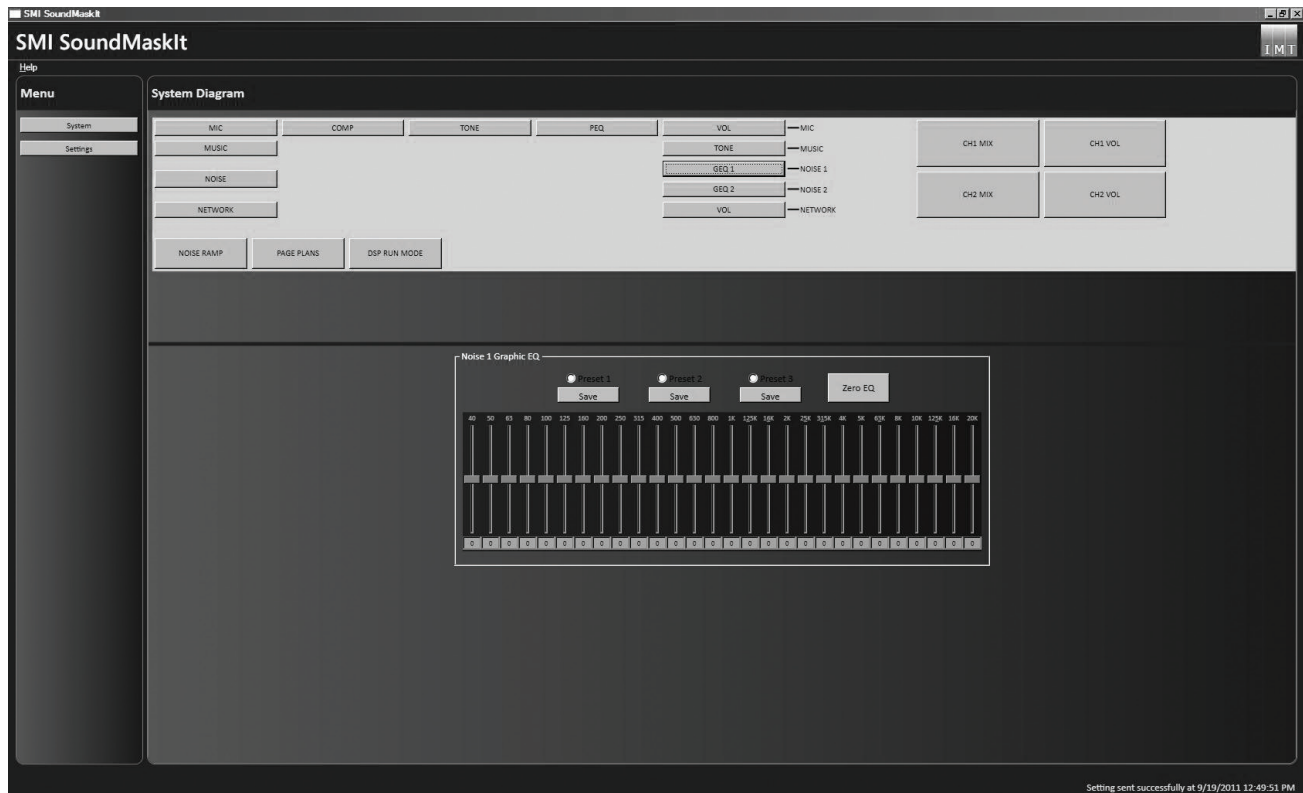 SMI SoundMaskIt
SMI SoundMaskIt
IMT
Help
Menu
System Diagram
System
Settings
MIC COMP TONE PEQ VOL MIC
MUSIC TONE MUSIC
NOISE GEQ 1 NOISE 1
GEQ 2 NOISE 2
NETWORK VOL NETWORK
CH1 MIX CH1 VOL
CH2 MIX CH2 VOL
NOISE RAMP PAGE PLANS DSP RUN MODE
Noise 1 Graphic EQ
Preset 1 Preset 2 Preset 3
Save Save Save Zero EQ
40 50 63 80 100 125 160 200 250 315 400 500 650 800 1K 1.25K 1.6K 2K 2.5K 3.15K 4K 5K 6.3K 8K 10K 12.5K 16K 20K
0 0 0 0 0 0 0 0 0 0 0 0 0 0 0 0 0 0 0 0 0 0 0 0 0 0 0 0
Setting sent successfully at 9/19/2011 12:49:51 PM